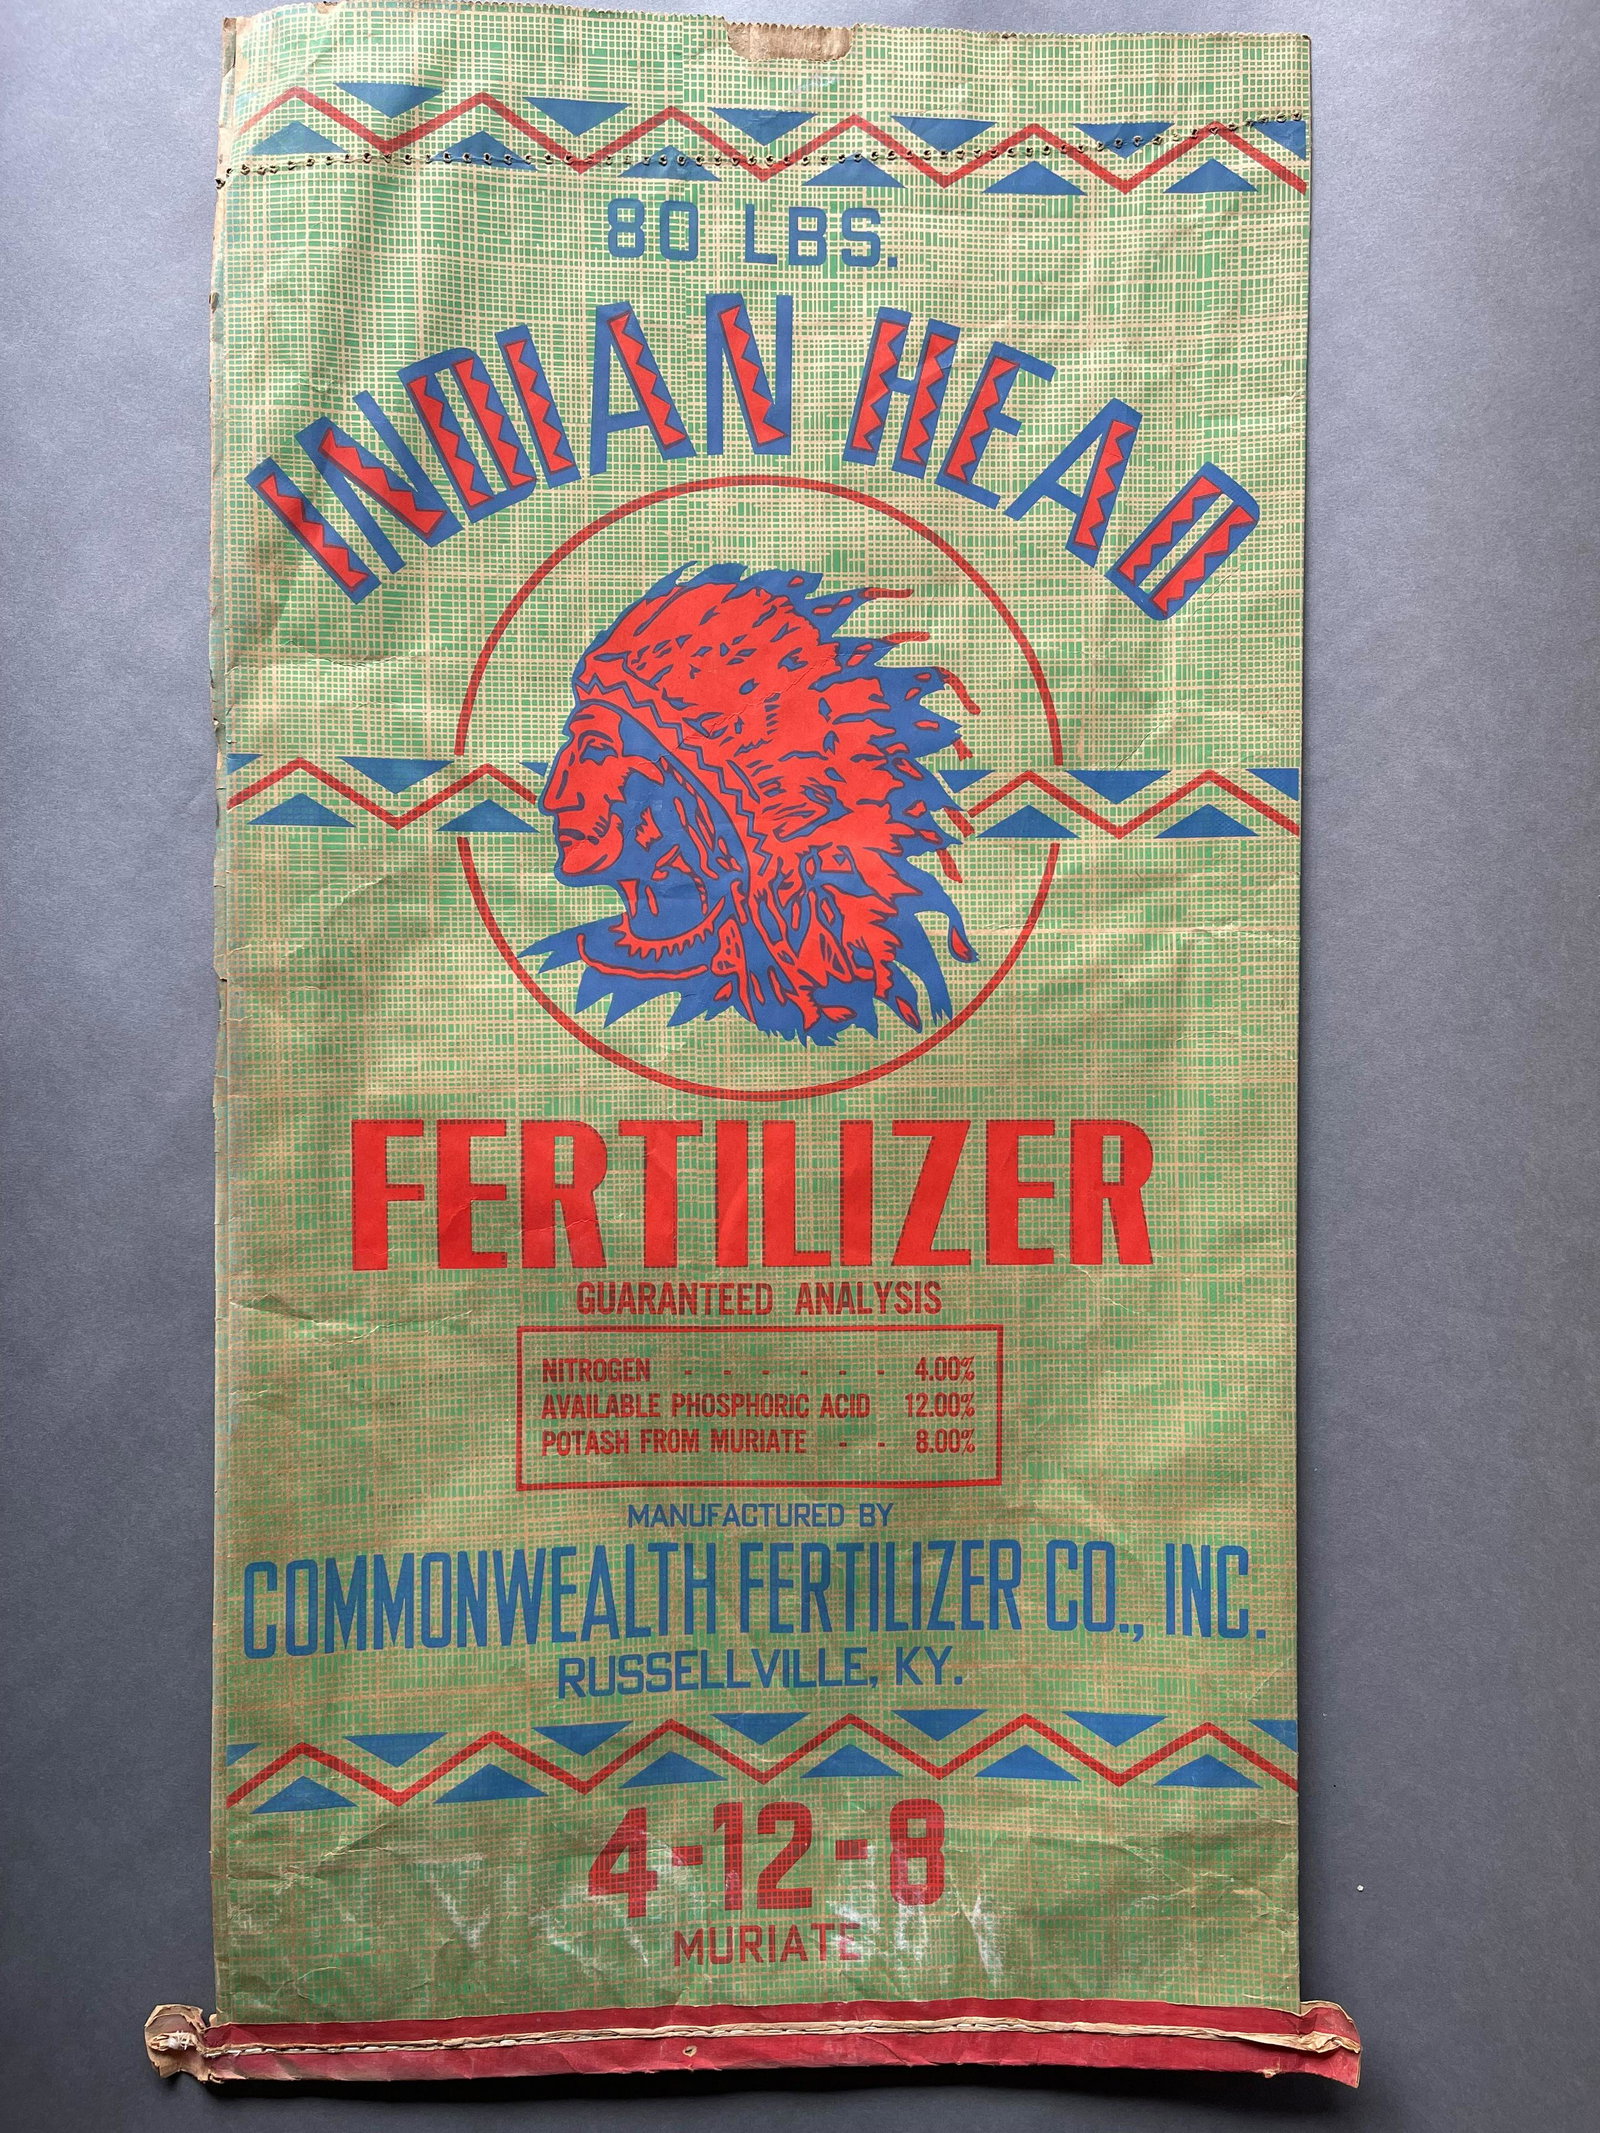 80 LBS.
INDIAN HEAD
FERTILIZER
GUARANTEED ANALYSIS
NITROGEN - - - - - - 4.00%
AVAILABLE PHOSPHORIC ACID 12.00%
POTASH FROM MURIATE - - 8.00%
MANUFACTURED BY
COMMONWEALTH FERTILIZER CO., INC.
RUSSELLVILLE, KY.
4-12-8
MURIATE